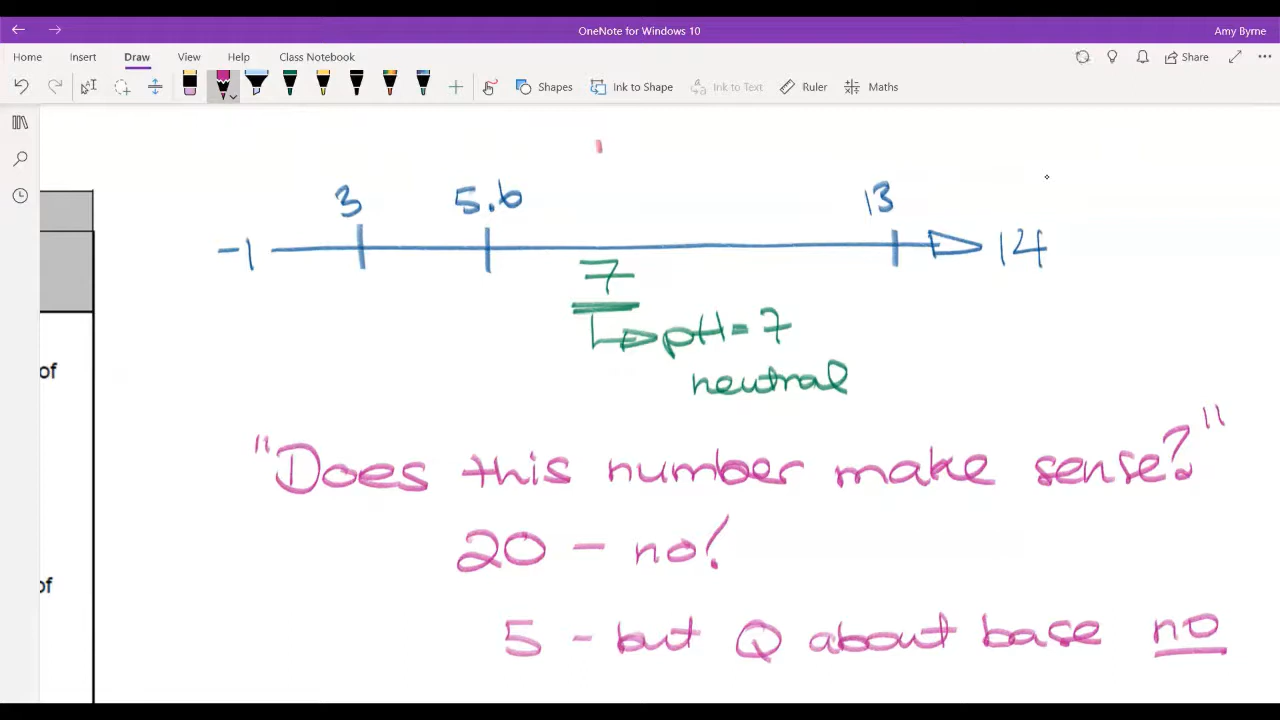 OneNote for Windows 10
Amy Byrne
Home Insert Draw View Help Class Notebook Share
Shapes Ink to Shape Ink to Text Ruler Maths
3 5.6 13
-1 14
7
pH = 7
neutral
of
"Does this number make sense?"
20 - no!
of
5 - but Q about base no